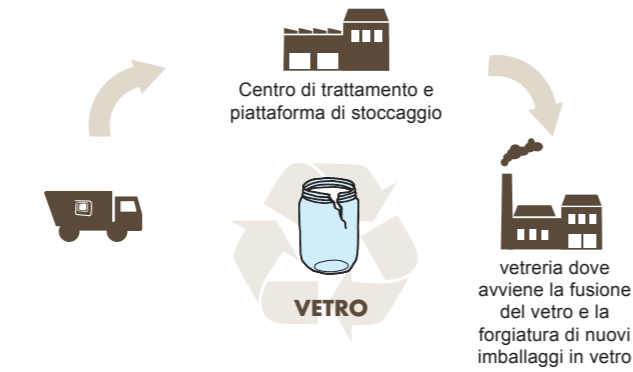 Centro di trattamento e
piattaforma di stoccaggio
VETRO
vetreria dove
avviene la fusione
del vetro e la
forgiatura di nuovi
imballaggi in vetro